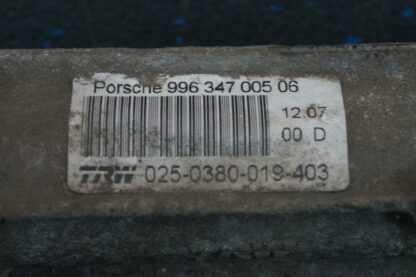 Porsche 996 347 005 06
12.07
00 D
TRW 025-0380-019-403